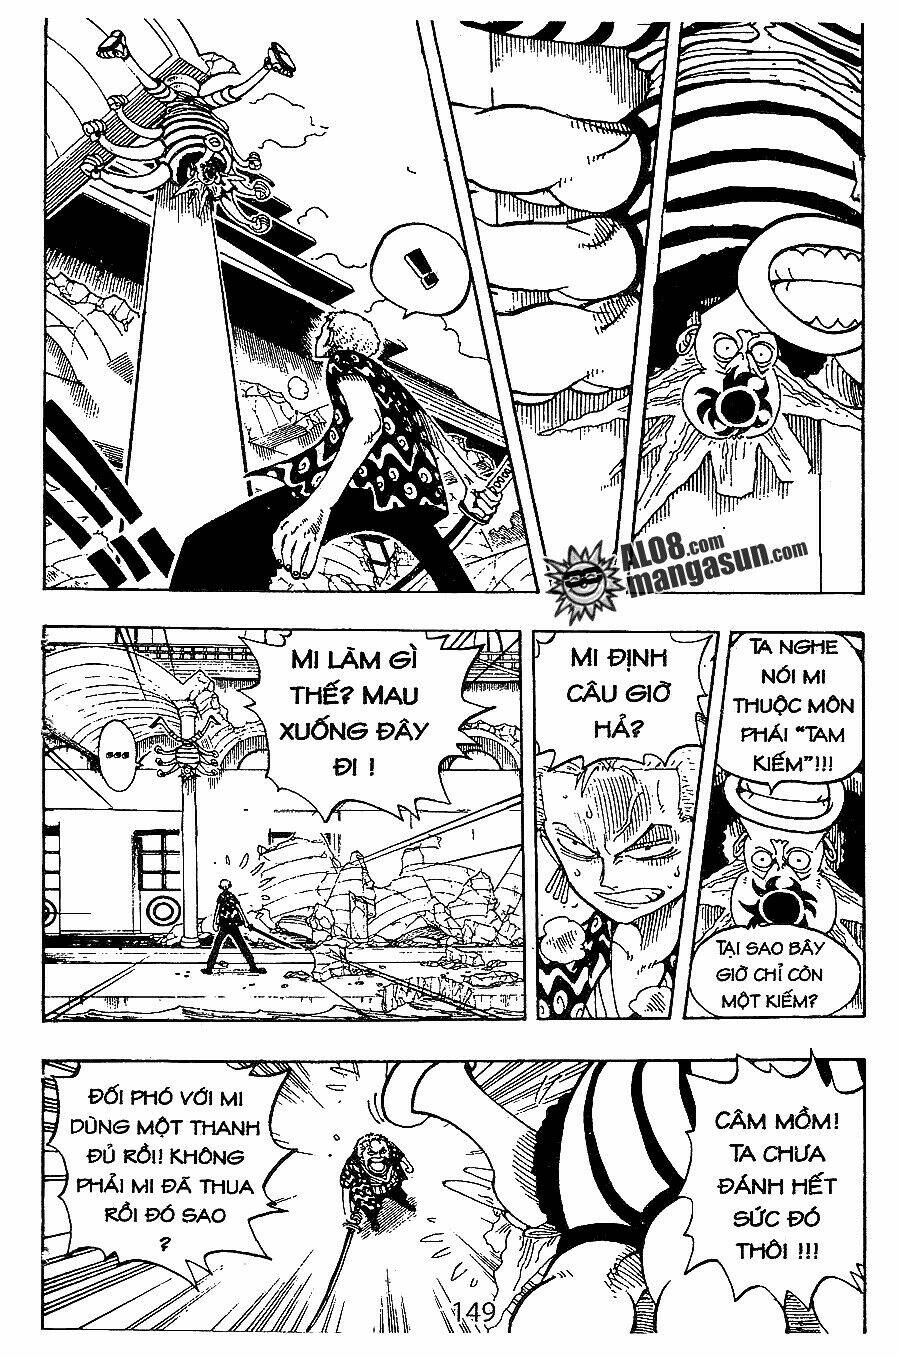 !!
AL08.com
mangasun.com
TA NGHE
NÓI MI
THUỘC MÔN
PHÁI “TAM
KIẾM”!!!
TẠI SAO BÂY
GIỜ CHỈ CÒN
MỘT KIẾM?
MI ĐỊNH
CÂU GIỜ
HẢ?
MI LÀM GÌ
THẾ? MAU
XUỐNG ĐÂY
ĐI !
CÂM MỒM!
TA CHƯA
ĐÁNH HẾT
SỨC ĐÓ
THÔI !!!
ĐỐI PHÓ VỚI MI
DÙNG MỘT THANH
ĐỦ RỒI! KHÔNG
PHẢI MI ĐÃ THUA
RỒI ĐÓ SAO
?
149